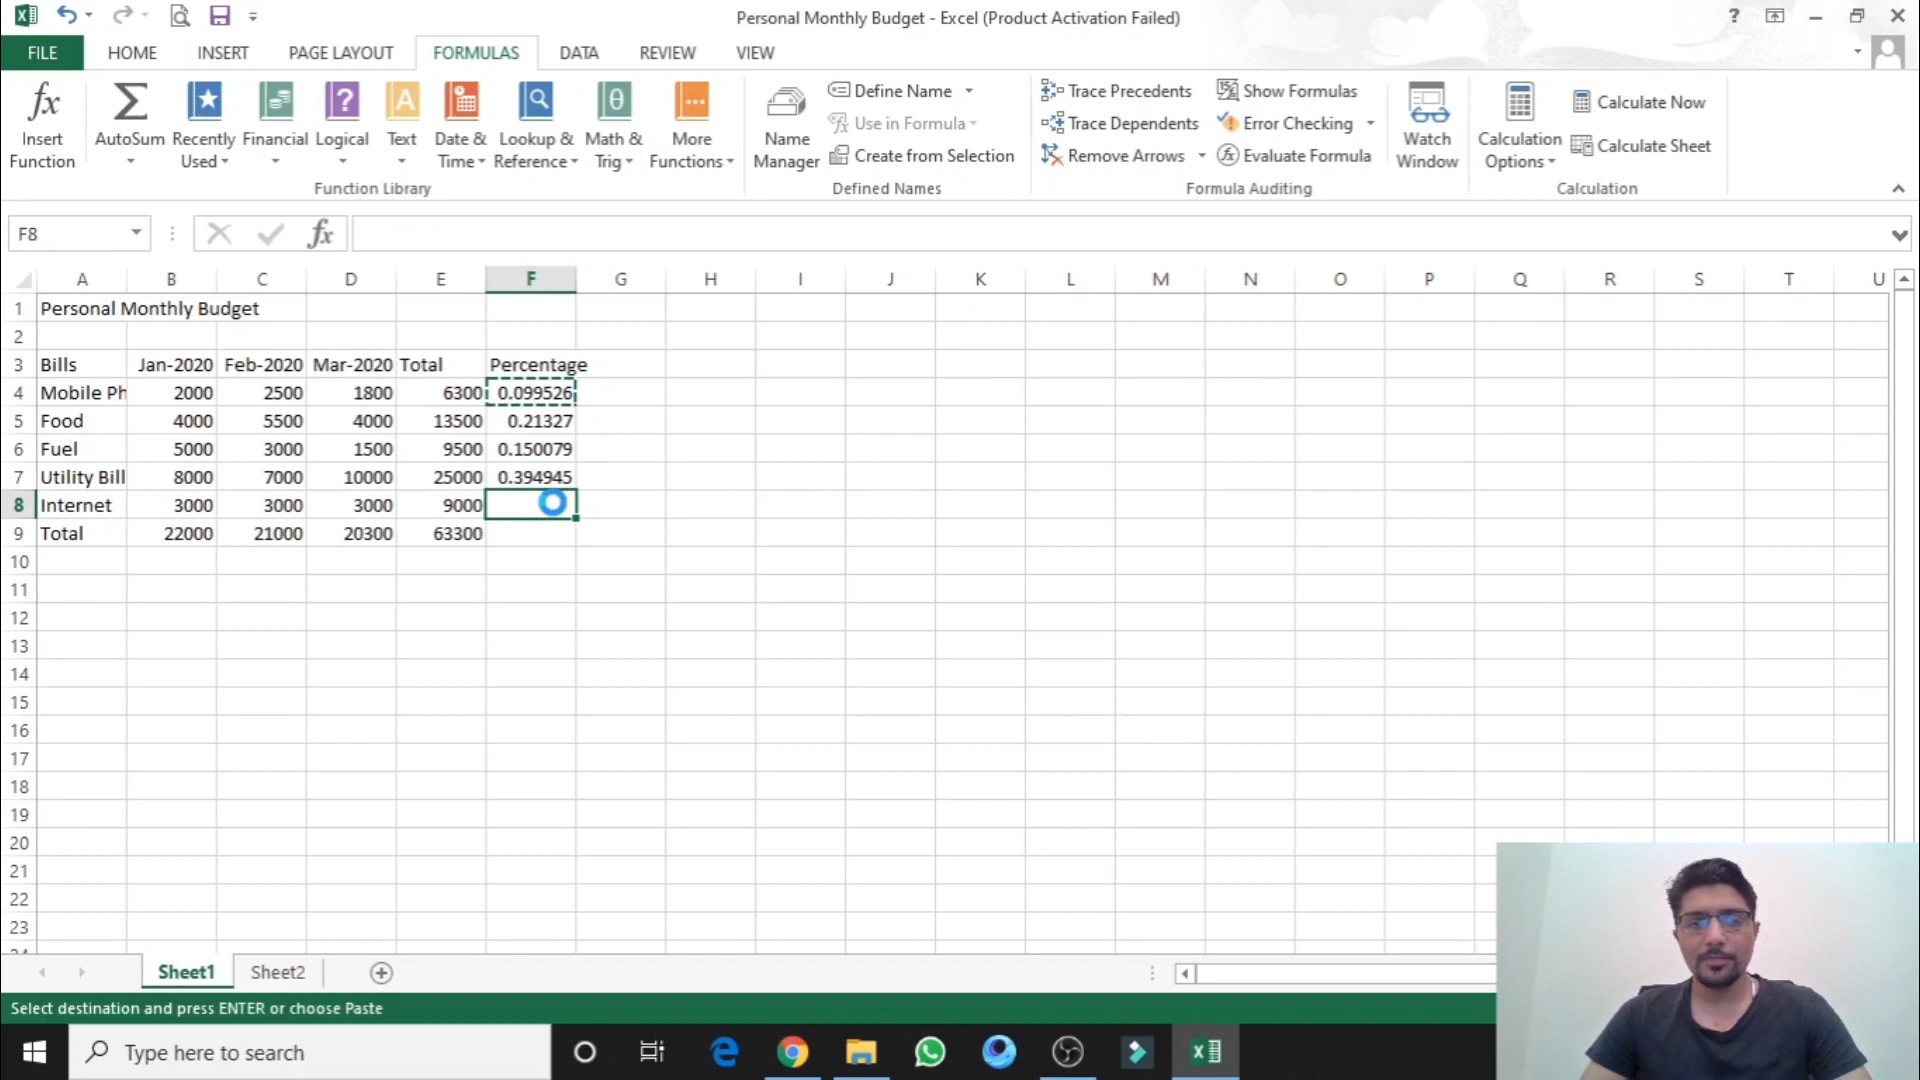 Personal Monthly Budget - Excel (Product Activation Failed)
?
FILE HOME INSERT PAGE LAYOUT FORMULAS DATA REVIEW VIEW
Insert Function
AutoSum
Recently Used
Financial
Logical
Text
Date & Time
Lookup & Reference
Math & Trig
More Functions
Function Library
Name Manager
Define Name
Use in Formula
Create from Selection
Defined Names
Trace Precedents
Trace Dependents
Remove Arrows
Show Formulas
Error Checking
Evaluate Formula
Formula Auditing
Watch Window
Calculation Options
Calculate Now
Calculate Sheet
Calculation
F8 fx
A B C D E F G H I J K L M N O P Q R S T U
1 Personal Monthly Budget
2
3 Bills Jan-2020 Feb-2020 Mar-2020 Total Percentage
4 Mobile Ph 2000 2500 1800 6300 0.099526
5 Food 4000 5500 4000 13500 0.21327
6 Fuel 5000 3000 1500 9500 0.150079
7 Utility Bill 8000 7000 10000 25000 0.394945
8 Internet 3000 3000 3000 9000
9 Total 22000 21000 20300 63300
10
11
12
13
14
15
16
17
18
19
20
21
22
23
Sheet1 Sheet2
Select destination and press ENTER or choose Paste
Type here to search